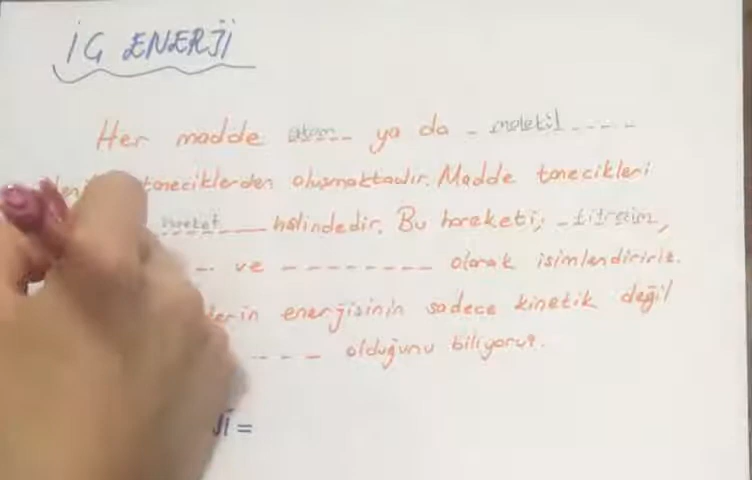 İÇ ENERJİ
Her madde atom ya da molekül
taneciklerden oluşmaktadır. Madde tanecikleri
hareket halindedir. Bu hareketi; titreşim,
ve olarak isimlendiririz.
enerjisinin sadece kinetik değil
olduğunu biliyoruz.
=